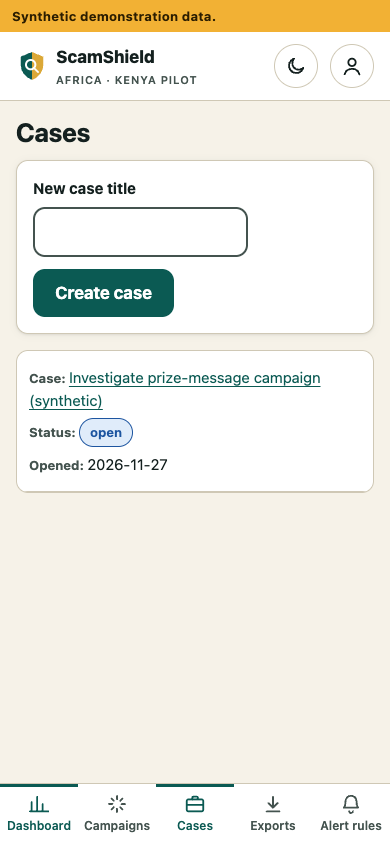 Synthetic demonstration data.
ScamShield
AFRICA · KENYA PILOT
Cases
New case title
Create case
Case: Investigate prize-message campaign
(synthetic)
Status: open
Opened: 2026-11-27
Dashboard
Campaigns
Cases
Exports
Alert rules